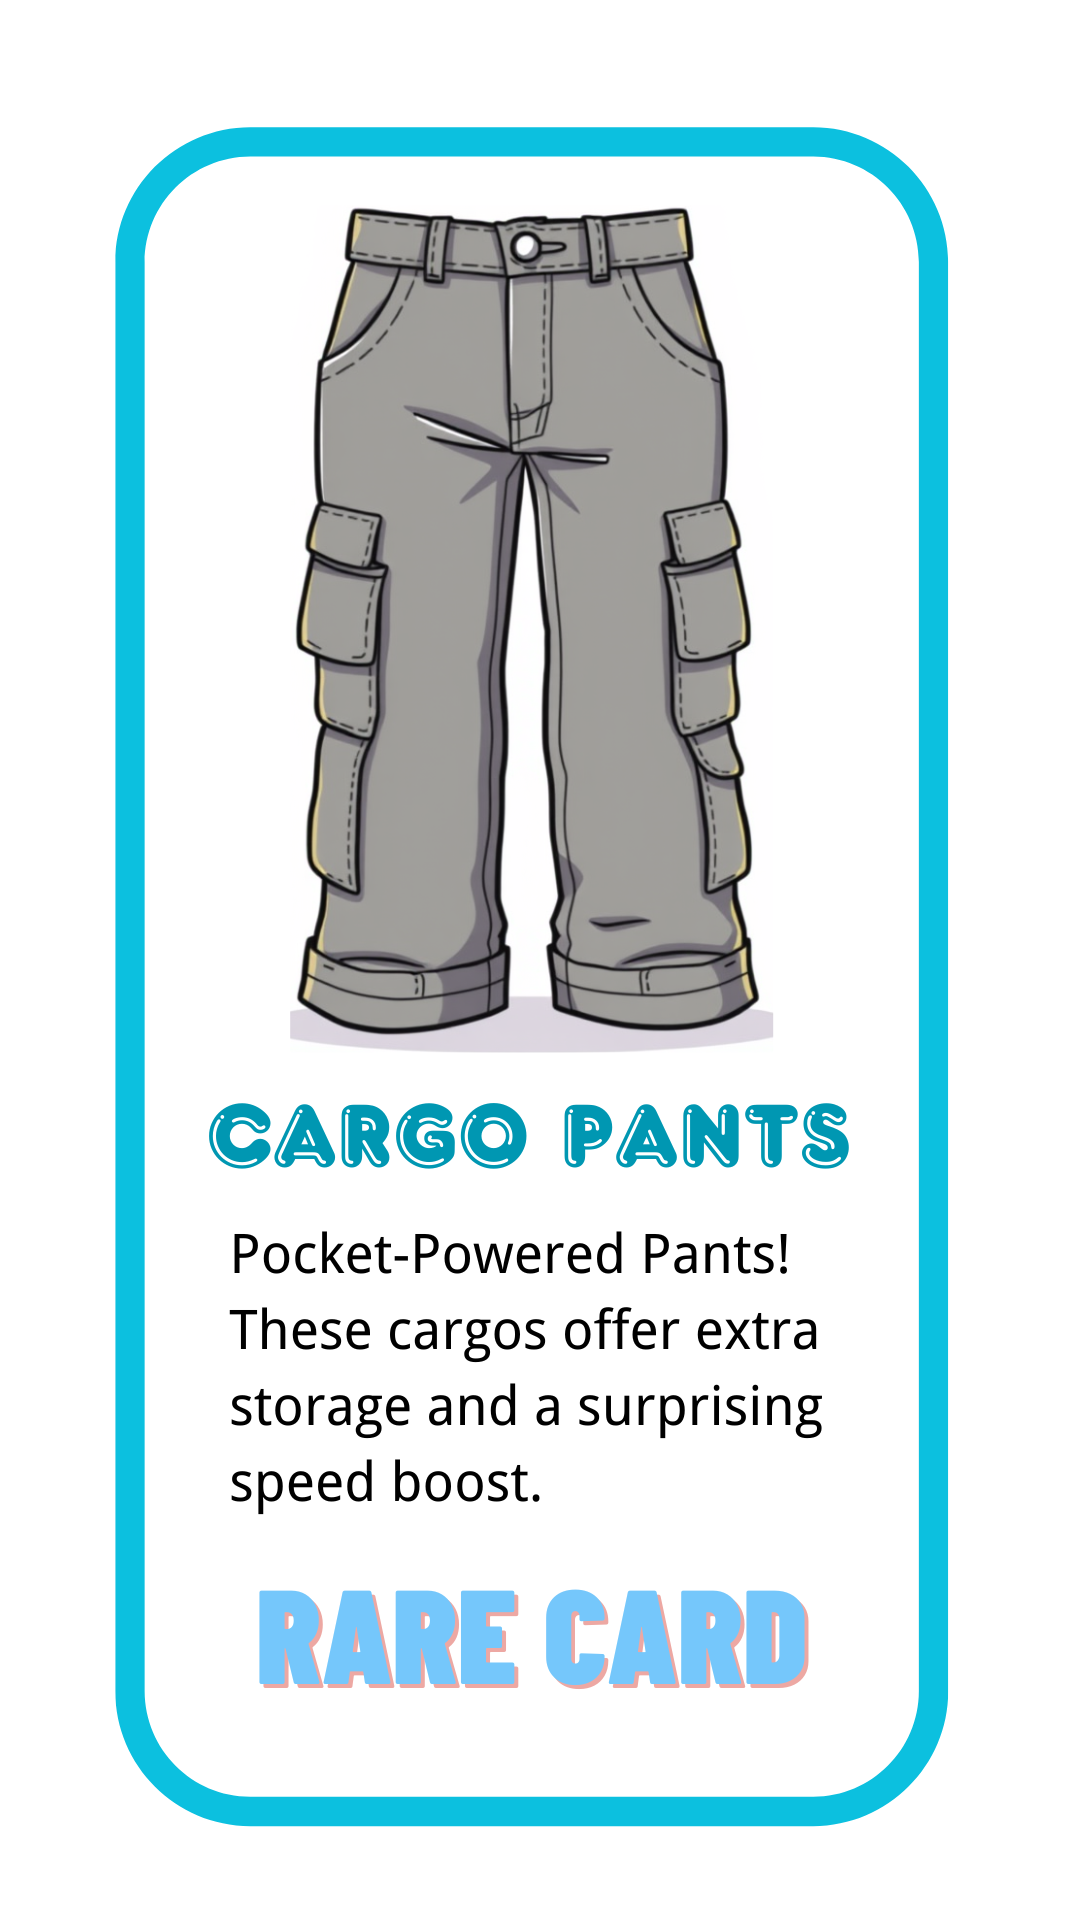 CARGO PANTS
Pocket-Powered Pants!
These cargos offer extra
storage and a surprising
speed boost.
RARE CARD